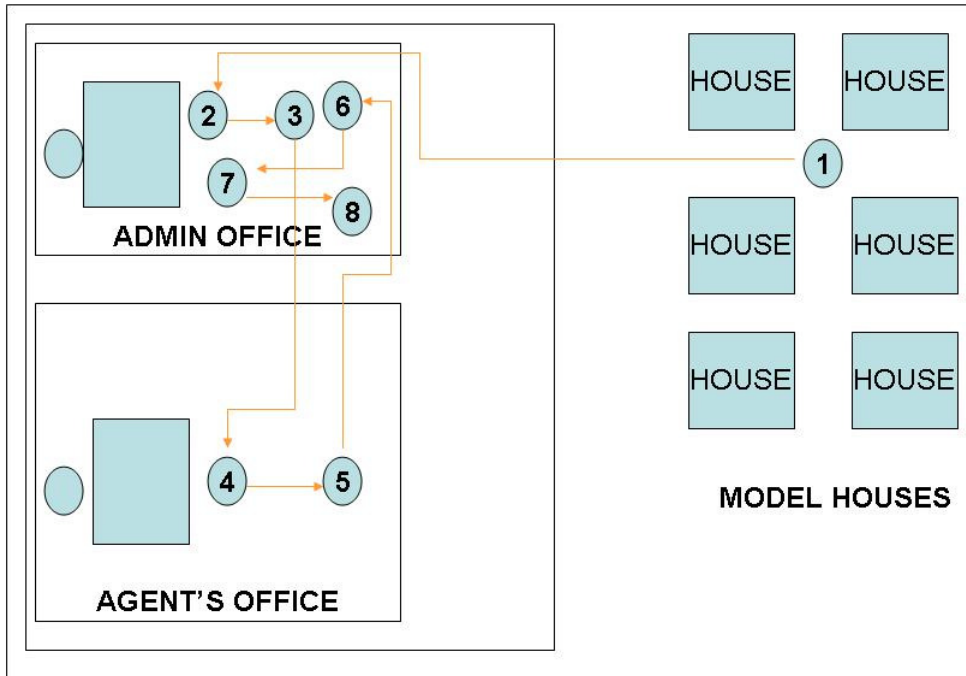 HOUSE HOUSE
2 3 6
1
7
8
ADMIN OFFICE
HOUSE HOUSE
HOUSE HOUSE
4 5
MODEL HOUSES
AGENT’S OFFICE